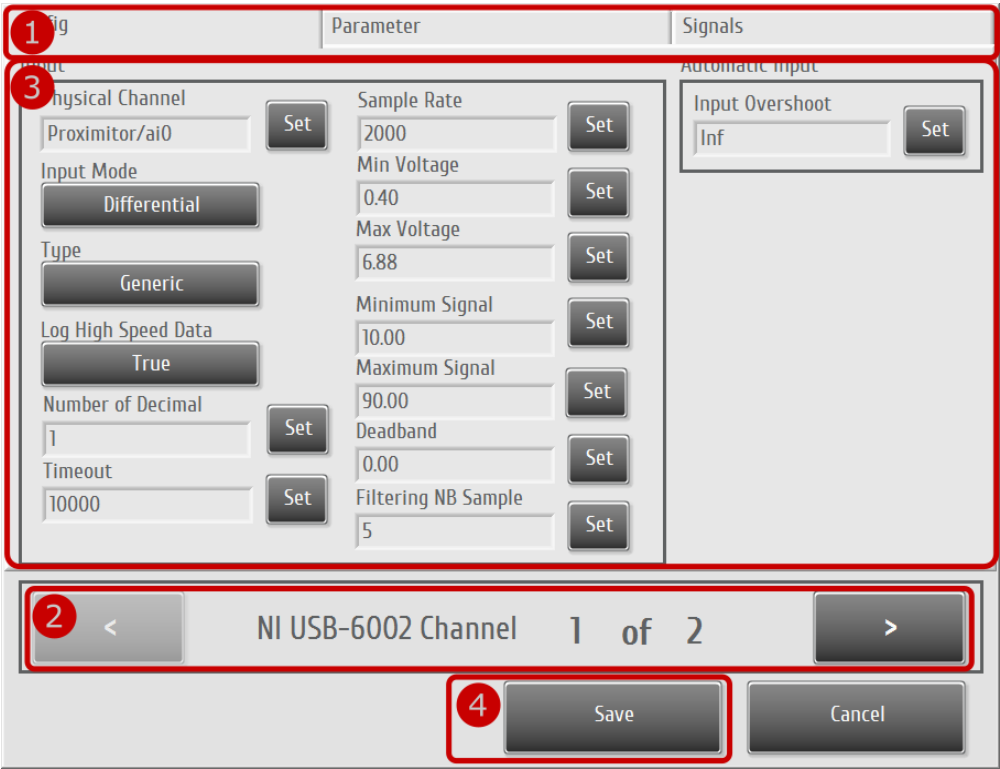 1
fig
Parameter
Signals
3
Input
Automatic Input
Physical Channel
Proximitor/ai0
Set
Input Mode
Differential
Type
Generic
Log High Speed Data
True
Number of Decimal
1
Set
Timeout
10000
Set
Sample Rate
2000
Set
Min Voltage
0.40
Set
Max Voltage
6.88
Set
Minimum Signal
10.00
Set
Maximum Signal
90.00
Set
Deadband
0.00
Set
Filtering NB Sample
5
Set
Input Overshoot
Inf
Set
2
<
NI USB-6002 Channel 1 of 2
>
4
Save
Cancel